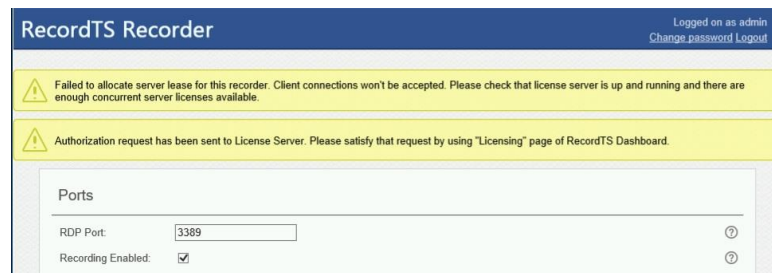 RecordTS Recorder
Logged on as admin
Change password Logout
Failed to allocate server lease for this recorder. Client connections won't be accepted. Please check that license server is up and running and there are
enough concurrent server licenses available.
Authorization request has been sent to License Server. Please satisfy that request by using "Licensing" page of RecordTS Dashboard.
Ports
RDP Port: 3389
Recording Enabled: